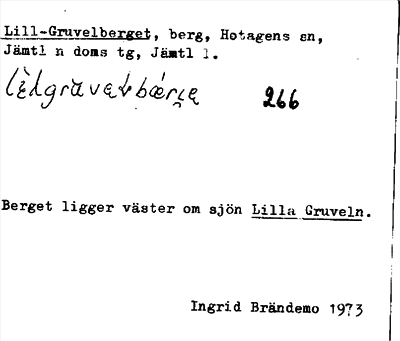 Lill-Gruvelberget, berg, Hotagens sn,
Jämtl n doms tg, Jämtl l.
266
Berget ligger väster om sjön Lilla Gruveln.
Ingrid Brändemo 1973